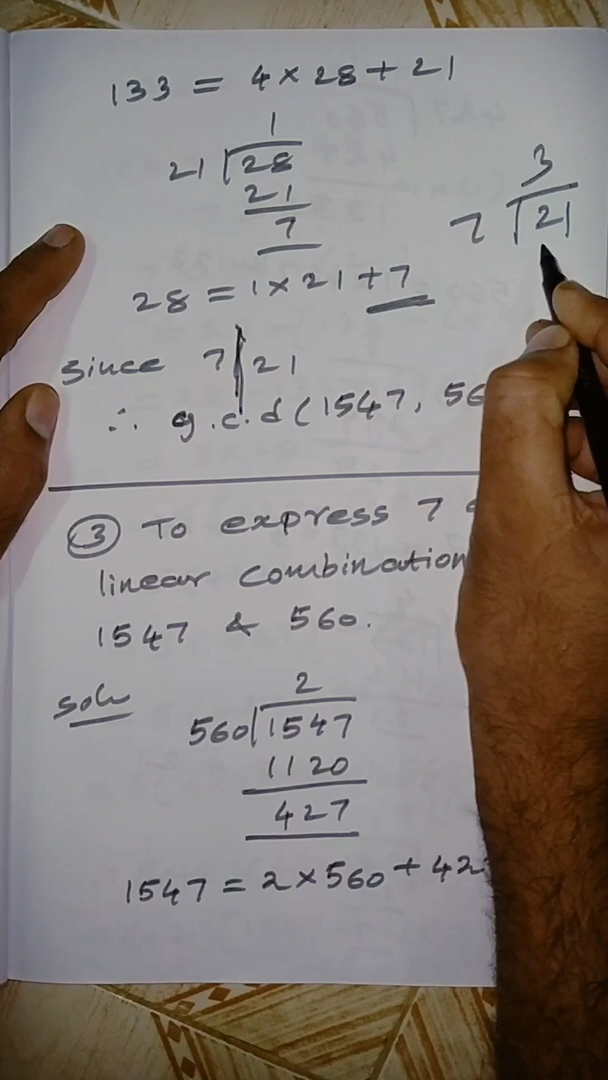 133 = 4 × 28 + 21
1
21 28
21
7
3
7 21
28 = 1 × 21 + 7
since 7 | 21
∴ g.c.d (1547, 56
③ To express 7
linear combination
1547 & 560.
soln
2
560 1547
1120
427
1547 = 2 × 560 + 42